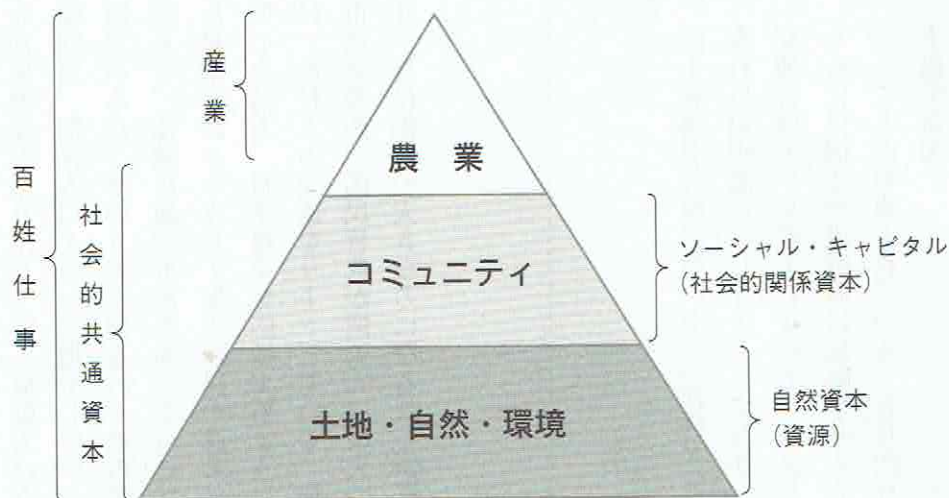 百姓仕事
社会的共通資本
産業
農 業
コミュニティ
土地・自然・環境
ソーシャル・キャピタル
(社会的関係資本)
自然資本
(資源)